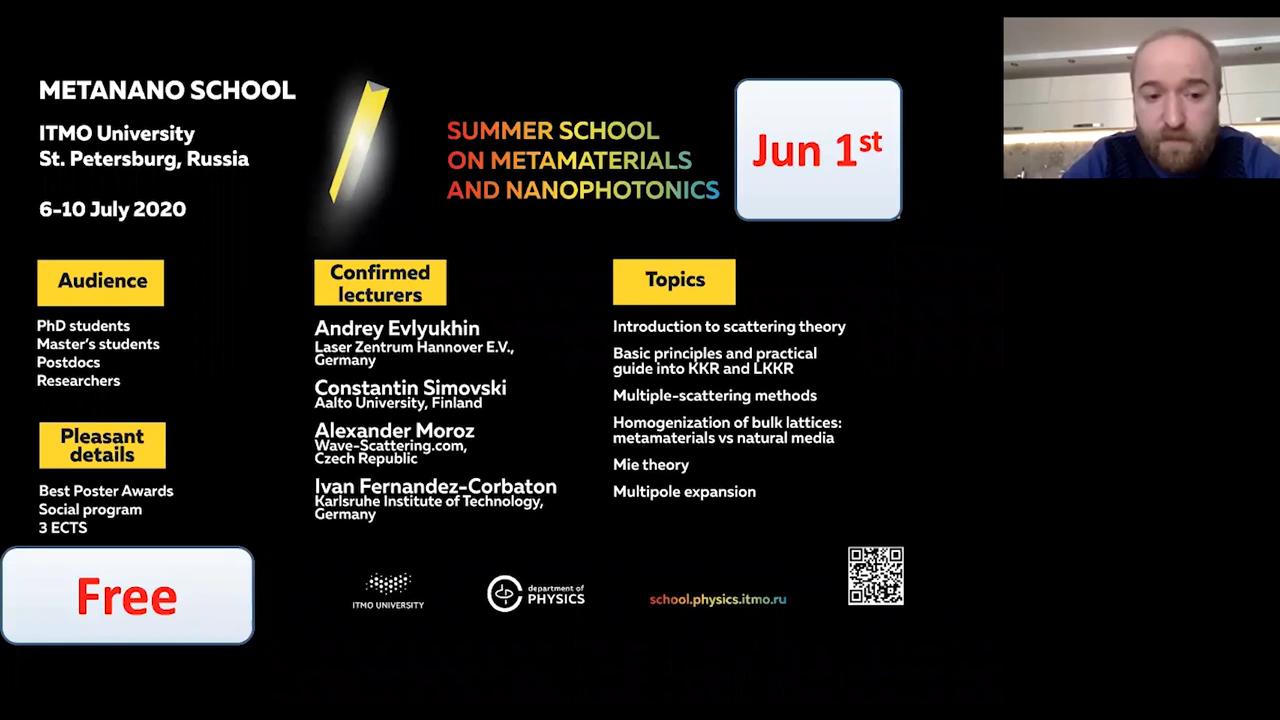 METANANO SCHOOL
ITMO University
St. Petersburg, Russia
6-10 July 2020
SUMMER SCHOOL
ON METAMATERIALS
AND NANOPHOTONICS
Jun 1st
Audience
PhD students
Master's students
Postdocs
Researchers
Pleasant
details
Best Poster Awards
Social program
3 ECTS
Free
Confirmed
lecturers
Andrey Evlyukhin
Laser Zentrum Hannover E.V.,
Germany
Constantin Simovski
Aalto University, Finland
Alexander Moroz
Wave-Scattering.com,
Czech Republic
Ivan Fernandez-Corbaton
Karlsruhe Institute of Technology,
Germany
Topics
Introduction to scattering theory
Basic principles and practical
guide into KKR and LKKR
Multiple-scattering methods
Homogenization of bulk lattices:
metamaterials vs natural media
Mie theory
Multipole expansion
ITMO UNIVERSITY
department of
PHYSICS
school.physics.itmo.ru